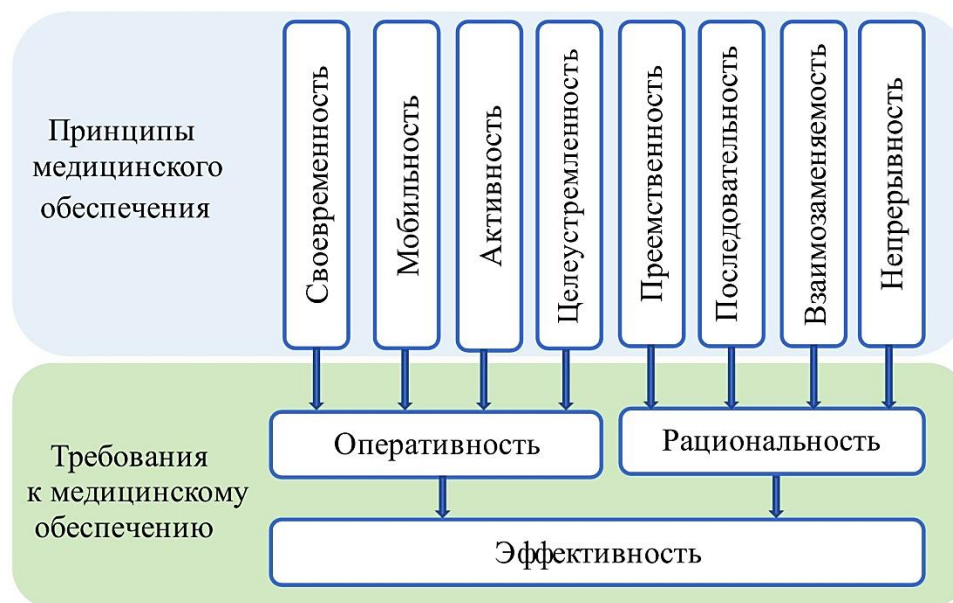 Принципы
медицинского
обеспечения
Своевременность
Мобильность
Активность
Целеустремленность
Преемственность
Последовательность
Взаимозаменяемость
Непрерывность
Требования
к медицинскому
обеспечению
Оперативность
Рациональность
Эффективность